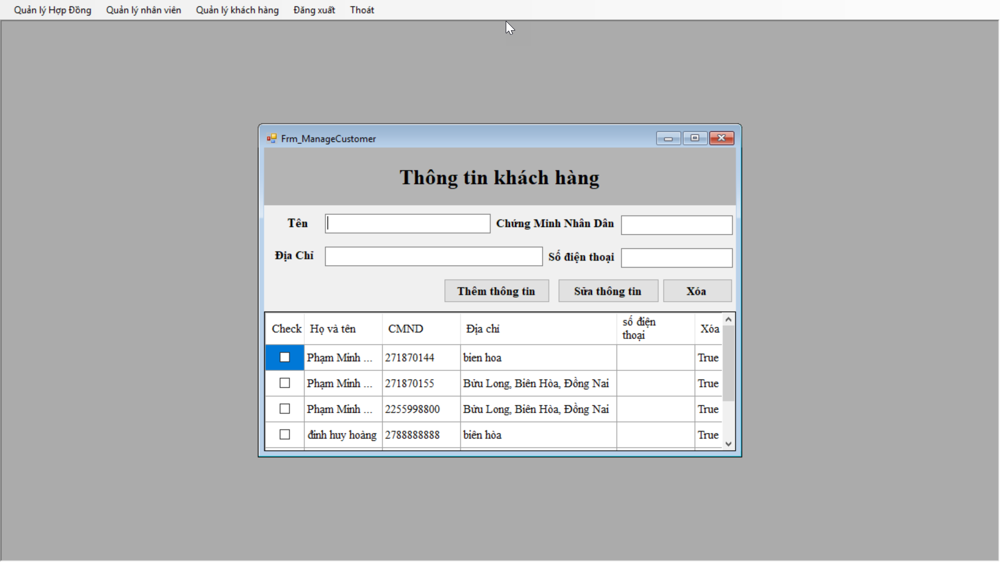 Quản lý Hợp Đồng Quản lý nhân viên Quản lý khách hàng Đăng xuất Thoát
Frm_ManageCustomer
Thông tin khách hàng
Tên Chứng Minh Nhân Dân
Địa Chỉ Số điện thoại
Thêm thông tin Sữa thông tin Xóa
Check Họ và tên CMND Địa chỉ số điện thoại Xóa
Phạm Minh ... 271870144 bien hoa True
Phạm Minh ... 271870155 Bửu Long, Biên Hòa, Đồng Nai True
Phạm Minh ... 2255998800 Bửu Long, Biên Hòa, Đồng Nai True
đinh huy hoàng 2788888888 biên hòa True